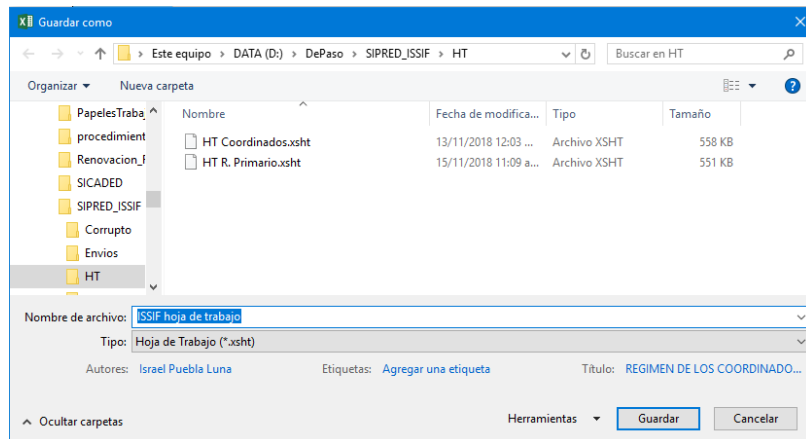 Guardar como
Este equipo > DATA (D:) > DePaso > SIPRED_ISSIF > HT
Buscar en HT
Organizar
Nueva carpeta
PapelesTraba
procedimient
Renovacion_F
SICADED
SIPRED_ISSIF
Corrupto
Envios
HT
Nombre
Fecha de modifica...
Tipo
Tamaño
HT Coordinados.xsht
13/11/2018 12:03 ...
Archivo XSHT
558 KB
HT R. Primario.xsht
15/11/2018 11:09 a...
Archivo XSHT
551 KB
Nombre de archivo: ISSIF hoja de trabajo
Tipo: Hoja de Trabajo (*.xsht)
Autores: Israel Puebla Luna
Etiquetas: Agregar una etiqueta
Título: REGIMEN DE LOS COORDINADO...
Ocultar carpetas
Herramientas
Guardar
Cancelar